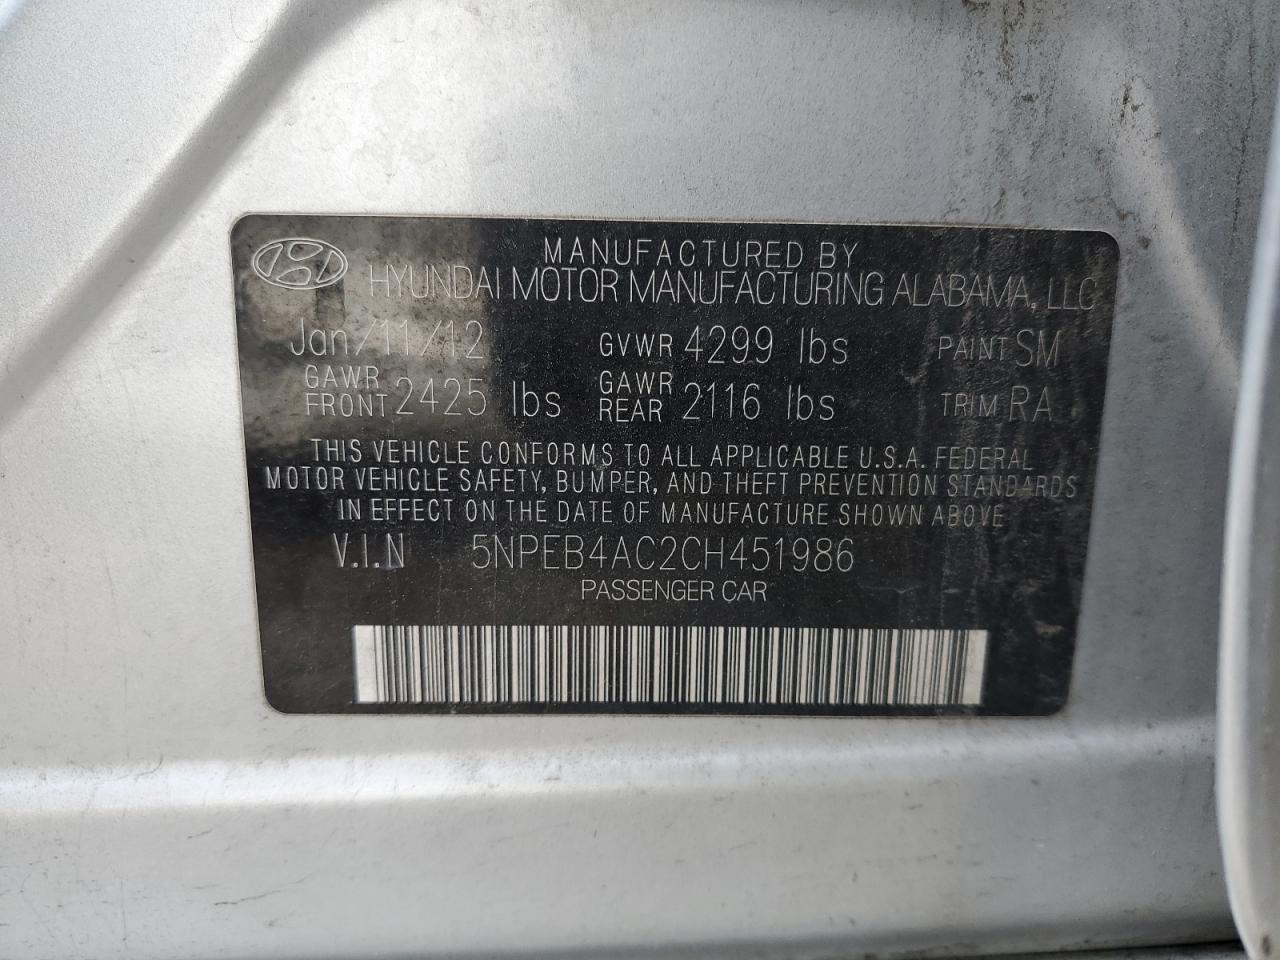 MANUFACTURED BY
HYUNDAI MOTOR MANUFACTURING ALABAMA, LLC
Jan/11/12 GVWR 4299 lbs PAINT SM
GAWR FRONT 2425 lbs GAWR REAR 2116 lbs TRIM RA
THIS VEHICLE CONFORMS TO ALL APPLICABLE U.S.A. FEDERAL
MOTOR VEHICLE SAFETY, BUMPER, AND THEFT PREVENTION STANDARDS
IN EFFECT ON THE DATE OF MANUFACTURE SHOWN ABOVE
V.I.N 5NPEB4AC2CH451986
PASSENGER CAR